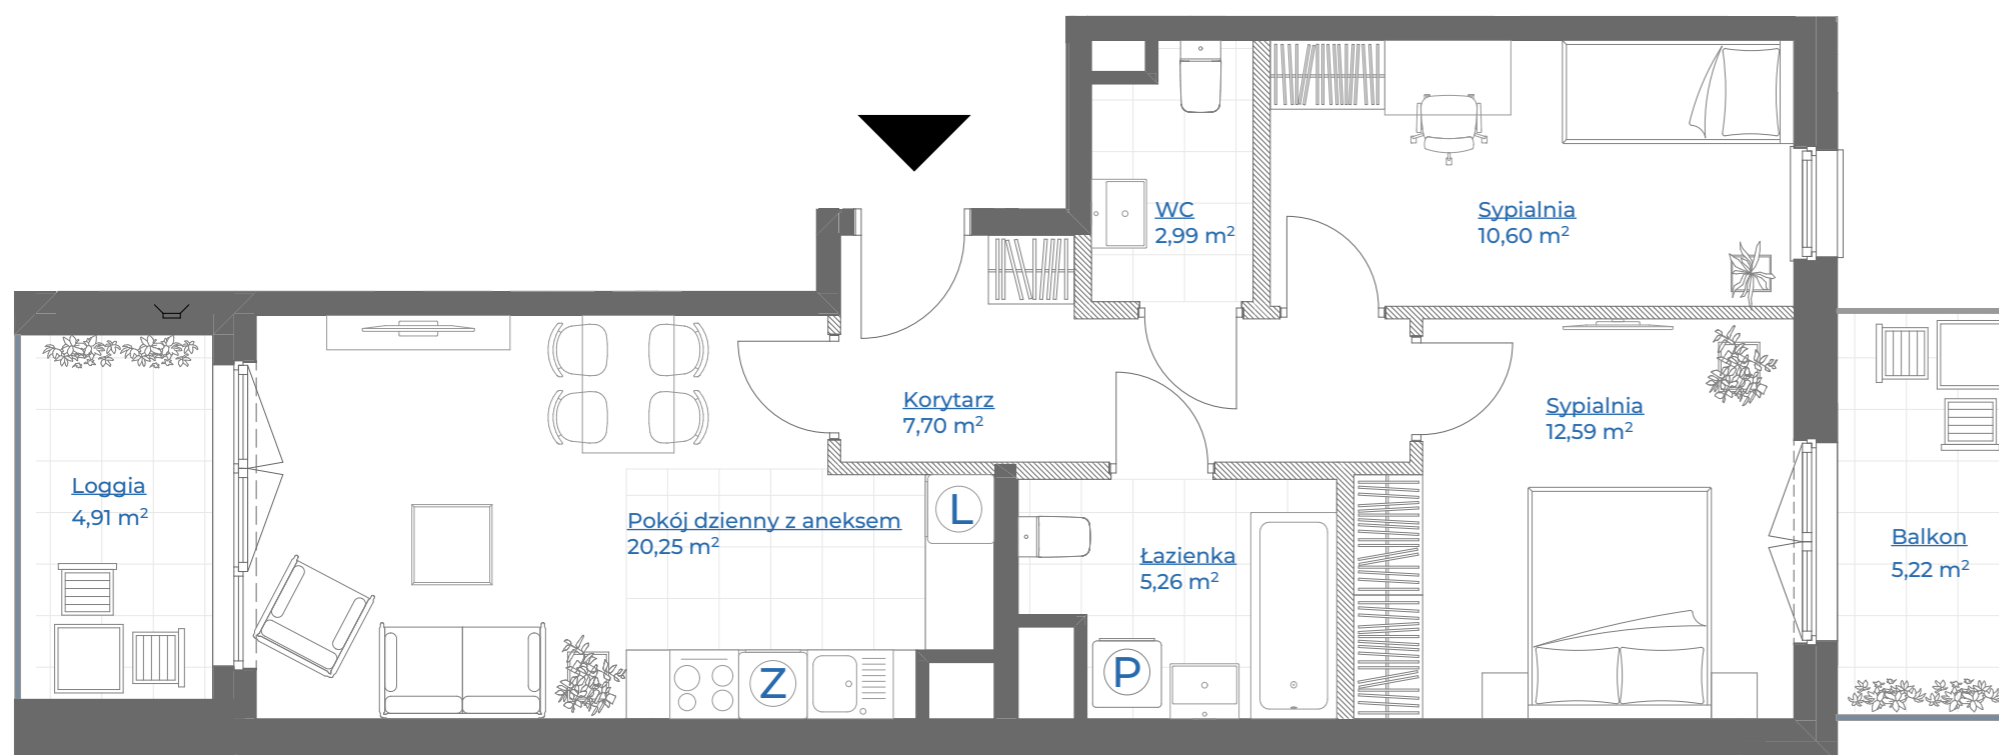 WC
2,99 m²
Sypialnia
10,60 m²
Korytarz
7,70 m²
Sypialnia
12,59 m²
Loggia
4,91 m²
Pokój dzienny z aneksem
20,25 m²
L
Łazienka
5,26 m²
Balkon
5,22 m²
Z
P